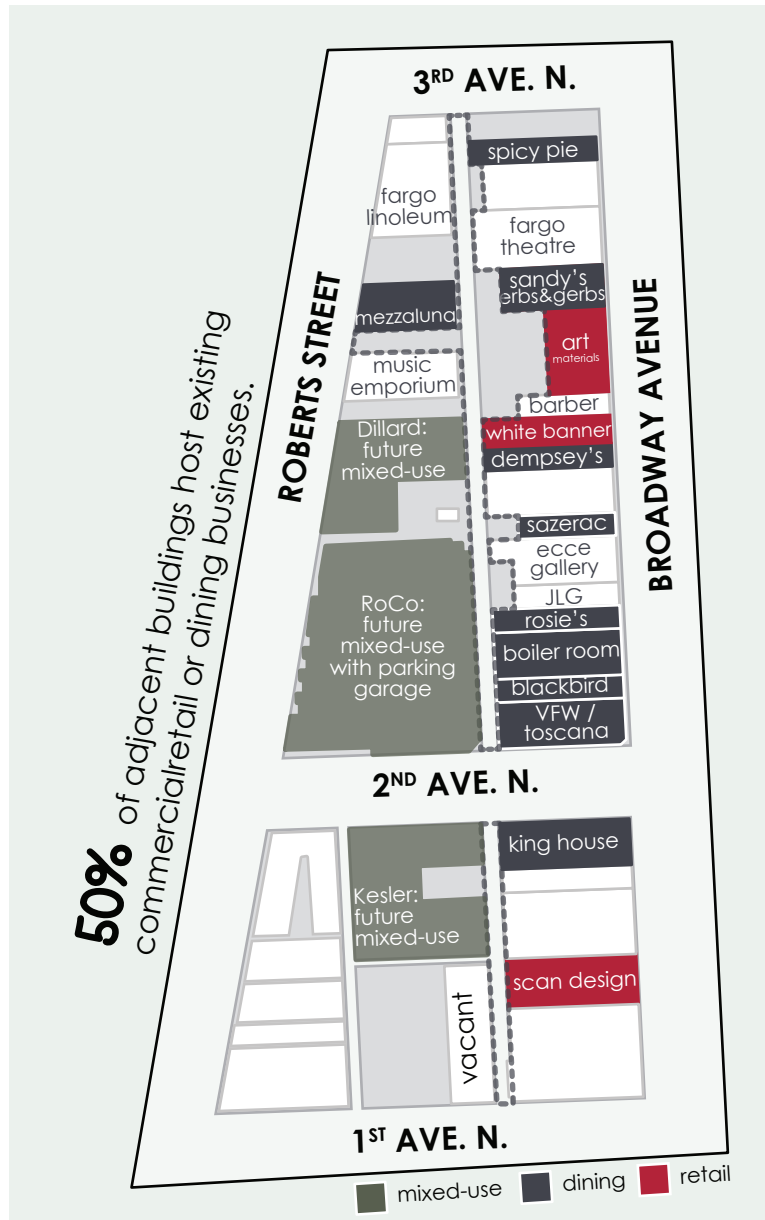 3RD AVE. N.
spicy pie
fargo
linoleum
fargo
theatre
sandy's
erbs&gerbs
mezzaluna
art
materials
music
emporium
barber
white banner
dempsey's
Dillard:
future
mixed-use
sazerac
ecce
gallery
JLG
rosie's
boiler room
blackbird
VFW /
toscana
RoCo:
future
mixed-use
with parking
garage
ROBERTS STREET
BROADWAY AVENUE
50% of adjacent buildings host existing
commercialretail or dining businesses.
2ND AVE. N.
king house
Kesler:
future
mixed-use
scan design
vacant
1ST AVE. N.
mixed-use
dining
retail